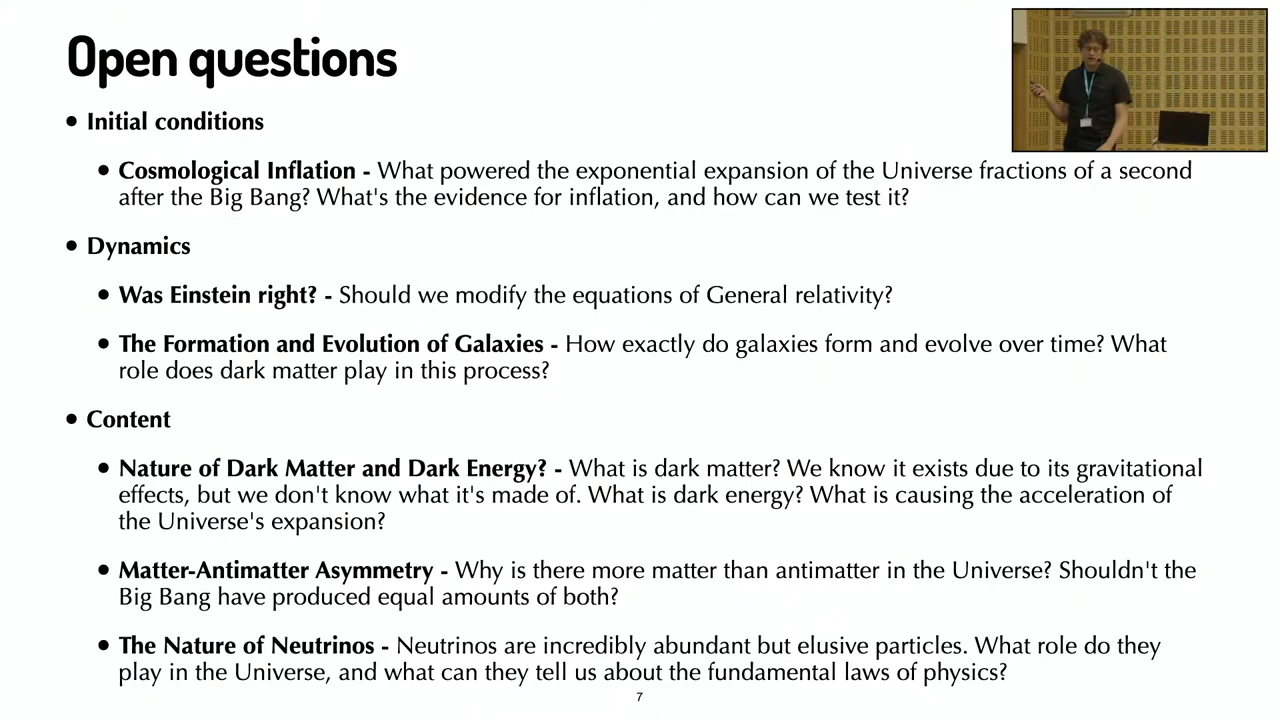 Open questions
• Initial conditions
• Cosmological Inflation - What powered the exponential expansion of the Universe fractions of a second
after the Big Bang? What's the evidence for inflation, and how can we test it?
• Dynamics
• Was Einstein right? - Should we modify the equations of General relativity?
• The Formation and Evolution of Galaxies - How exactly do galaxies form and evolve over time? What
role does dark matter play in this process?
• Content
• Nature of Dark Matter and Dark Energy? - What is dark matter? We know it exists due to its gravitational
effects, but we don't know what it's made of. What is dark energy? What is causing the acceleration of
the Universe's expansion?
• Matter-Antimatter Asymmetry - Why is there more matter than antimatter in the Universe? Shouldn't the
Big Bang have produced equal amounts of both?
• The Nature of Neutrinos - Neutrinos are incredibly abundant but elusive particles. What role do they
play in the Universe, and what can they tell us about the fundamental laws of physics?
7